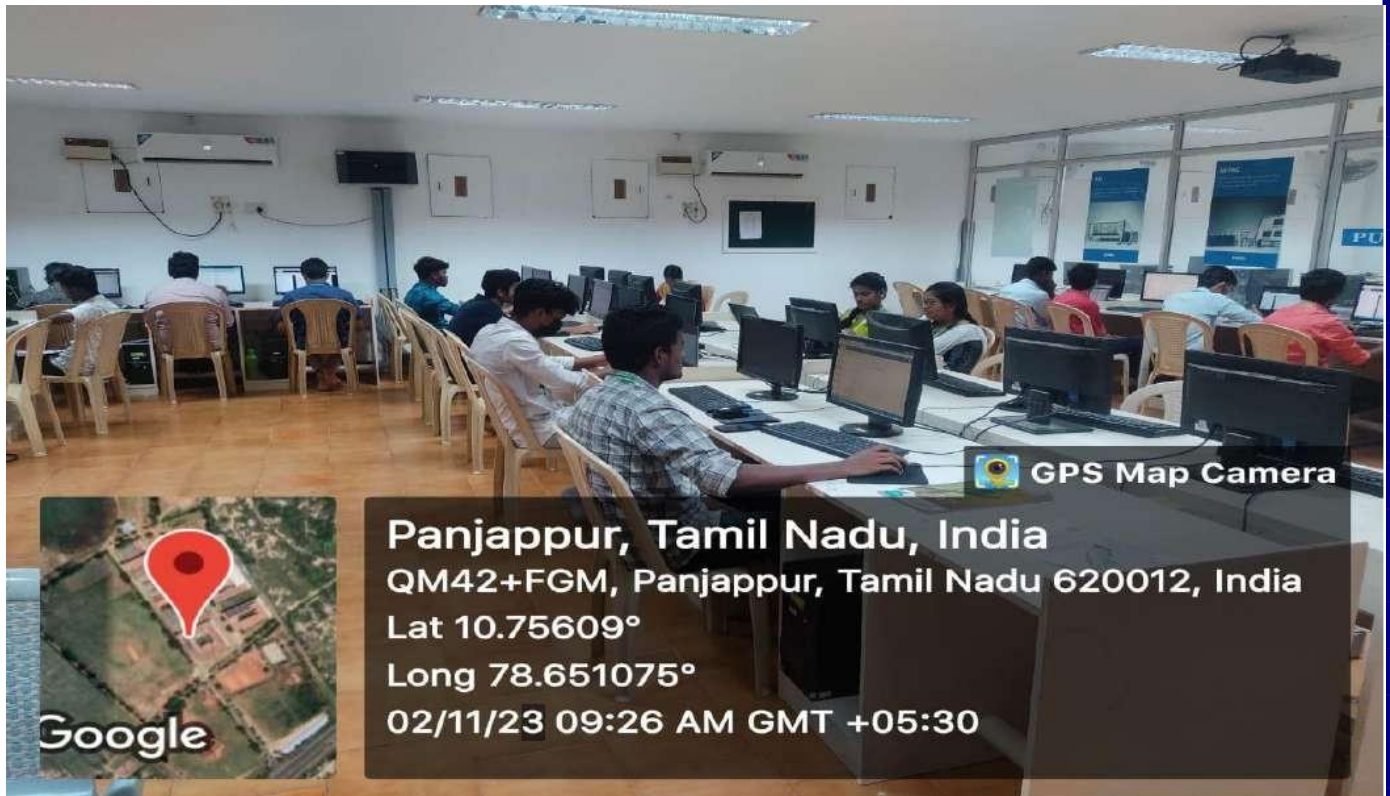 GPS Map Camera
Panjappur, Tamil Nadu, India
QM42+FGM, Panjappur, Tamil Nadu 620012, India
Lat 10.75609°
Long 78.651075°
02/11/23 09:26 AM GMT +05:30
Google
PU